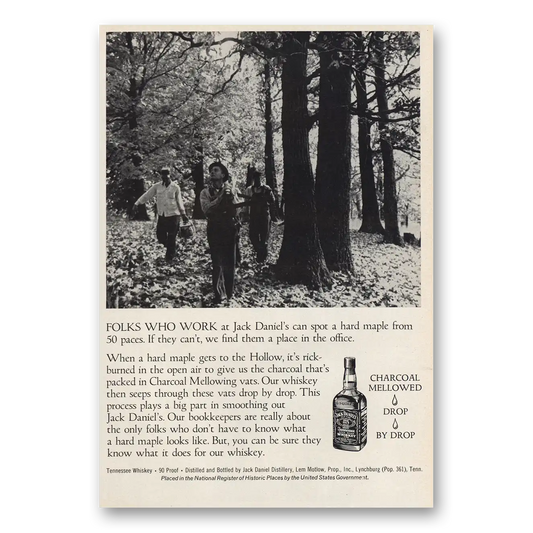 FOLKS WHO WORK at Jack Daniel's can spot a hard maple from
50 paces. If they can't, we find them a place in the office.
When a hard maple gets to the Hollow, it's rick-
burned in the open air to give us the charcoal that's
packed in Charcoal Mellowing vats. Our whiskey
then seeps through these vats drop by drop. This
process plays a big part in smoothing out
Jack Daniel's. Our bookkeepers are really about
the only folks who don't have to know what
a hard maple looks like. But, you can be sure they
know what it does for our whiskey.
CHARCOAL
MELLOWED
DROP
BY DROP
Tennessee Whiskey • 90 Proof • Distilled and Bottled by Jack Daniel Distillery, Lem Motlow, Prop., Inc., Lynchburg (Pop. 361), Tenn.
Placed in the National Register of Historic Places by the United States Government.